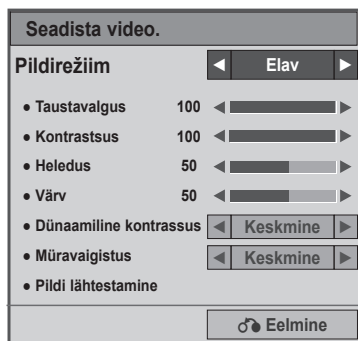 Seadista video.
Pildirežiim ◄ Elav ►
● Taustavalgus 100
● Kontrastsus 100
● Heledus 50
● Värv 50
● Dünaamiline kontrassus ◄ Keskmine ►
● Müravaigistus ◄ Keskmine ►
● Pildi lähtestamine
Eelmine